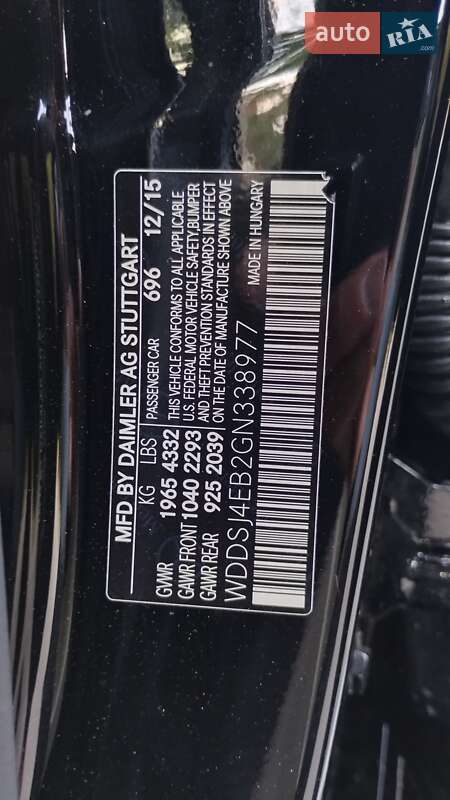 auto RIA .com
MFD BY DAIMLER AG STUTTGART
KG LBS PASSENGER CAR 696 12/15
GWR 1965 4332 THIS VEHICLE CONFORMS TO ALL APPLICABLE
GAWR FRONT 1040 2293 U.S. FEDERAL MOTOR VEHICLE SAFETY,BUMPER
GAWR REAR 925 2039 AND THEFT PREVENTION STANDARDS IN EFFECT
ON THE DATE OF MANUFACTURE SHOWN ABOVE
WDDSJ4EB2GN338977 MADE IN HUNGARY